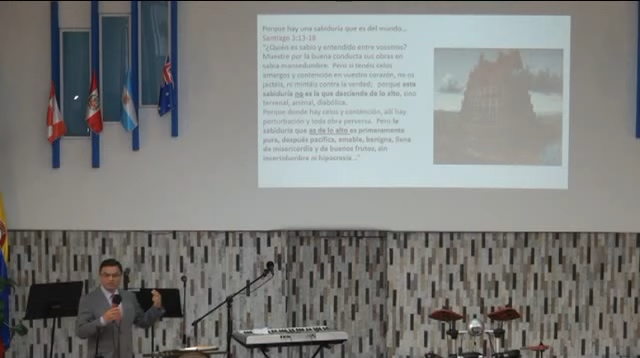 Porque hay una sabiduría que es del mundo...
Santiago 3:13-18
"¿Quién es sabio y entendido entre vosotros?
Muestre por la buena conducta sus obras en
sabia mansedumbre.  Pero si tenéis celos
amargos y contención en vuestro corazón, no os
jactéis, ni mintáis contra la verdad;  porque esta
sabiduría no es la que desciende de lo alto, sino
terrenal, animal, diabólica.
Porque donde hay celos y contención, allí hay
perturbación y toda obra perversa.  Pero la
sabiduría que es de lo alto es primeramente
pura, después pacífica, amable, benigna, llena
de misericordia y de buenos frutos, sin
incertidumbre ni hipocresía .."